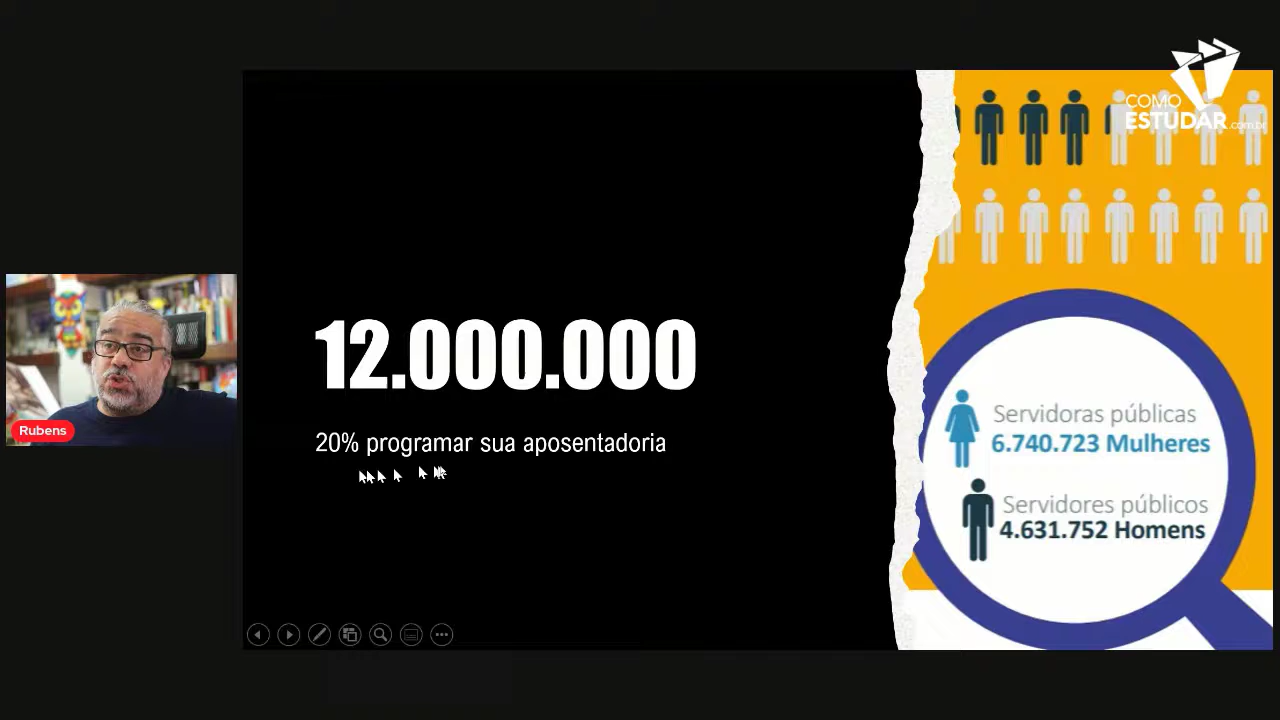 COMO
ESTUDAR.com.br
12.000.000
20% programar sua aposentadoria
Servidoras públicas
6.740.723 Mulheres
Servidores públicos
4.631.752 Homens
Rubens